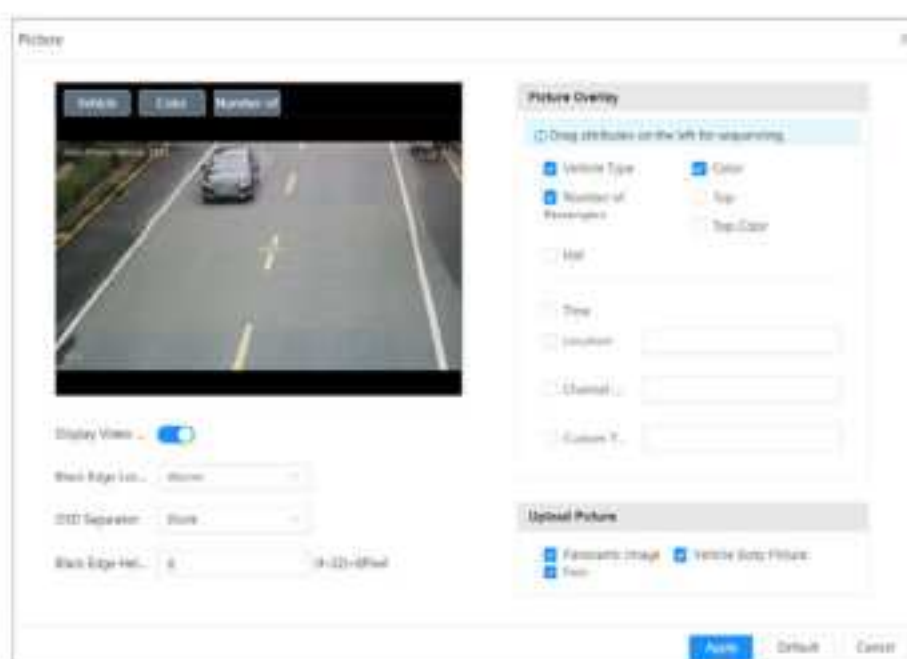 Picture
Vehicle Color Number of
Picture Overlay
Drag attributes on the left for sequencing.
Vehicle Type Color
Number of Passengers
Top
Top Color
Hat
Time
Location
Channel ...
Custom T...
Display Video ...
Black Edge Loc...
OSD Separator
Black Edge Hei...
Upload Picture
Panoramic Image Vehicle Body Picture
Apply Default Cancel